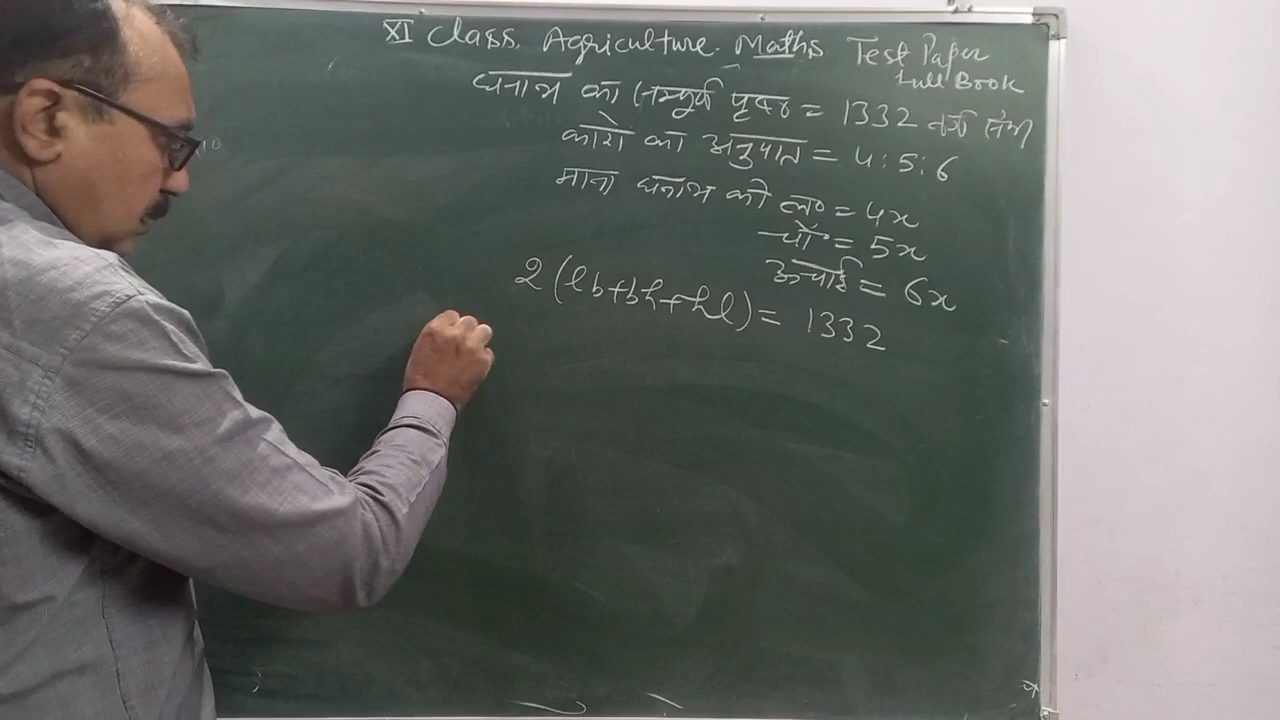 XI Class. Agriculture. Maths Test Paper
Full Book
घनाभ का सम्पूर्ण पृष्ठ = 1332 वर्ग सेमी
कोरो का अनुपात = 4:5:6
माना घनाभ की ल० = 4x
चौ० = 5x
ऊंचाई = 6x
2(lb+bh+hl) = 1332